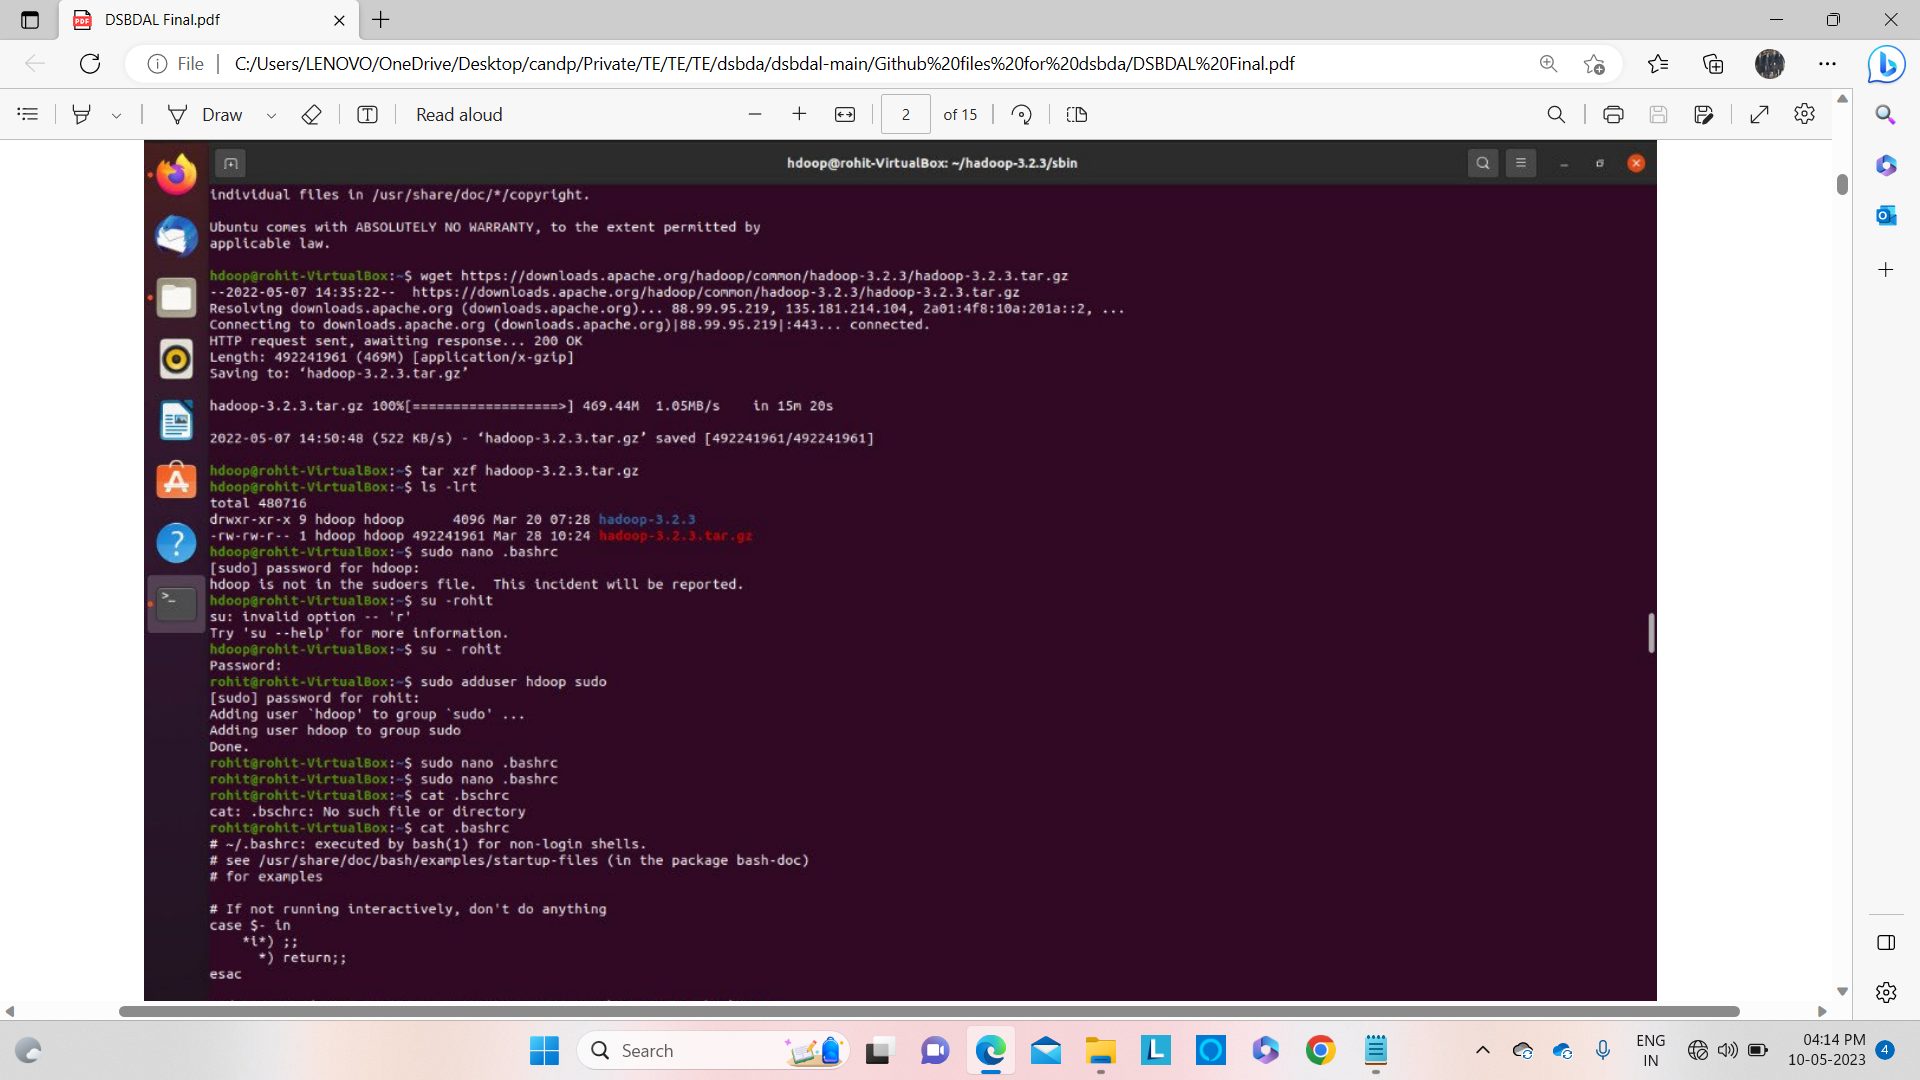 DSBDAL Final.pdf
File
C:/Users/LENOVO/OneDrive/Desktop/candp/Private/TE/TE/TE/dsbda/dsbdal-main/Github%20files%20for%20dsbda/DSBDAL%20Final.pdf
Draw
Read aloud
2 of 15
hdoop@rohit-VirtualBox: ~/hadoop-3.2.3/sbin
individual files in /usr/share/doc/*/copyright.
Ubuntu comes with ABSOLUTELY NO WARRANTY, to the extent permitted by
applicable law.
hdoop@rohit-VirtualBox:~$ wget https://downloads.apache.org/hadoop/common/hadoop-3.2.3/hadoop-3.2.3.tar.gz
--2022-05-07 14:35:22-- https://downloads.apache.org/hadoop/common/hadoop-3.2.3/hadoop-3.2.3.tar.gz
Resolving downloads.apache.org (downloads.apache.org)... 88.99.95.219, 135.181.214.104, 2a01:4f8:10a:201a::2, ...
Connecting to downloads.apache.org (downloads.apache.org)|88.99.95.219|:443... connected.
HTTP request sent, awaiting response... 200 OK
Length: 492241961 (469M) [application/x-gzip]
Saving to: ‘hadoop-3.2.3.tar.gz’
hadoop-3.2.3.tar.gz 100%[==================>] 469.44M 1.05MB/s in 15m 20s
2022-05-07 14:50:48 (522 KB/s) - ‘hadoop-3.2.3.tar.gz’ saved [492241961/492241961]
hdoop@rohit-VirtualBox:~$ tar xzf hadoop-3.2.3.tar.gz
hdoop@rohit-VirtualBox:~$ ls -lrt
total 480716
drwxr-xr-x 9 hdoop hdoop 4096 Mar 20 07:28 hadoop-3.2.3
-rw-rw-r-- 1 hdoop hdoop 492241961 Mar 28 10:24 hadoop-3.2.3.tar.gz
hdoop@rohit-VirtualBox:~$ sudo nano .bashrc
[sudo] password for hdoop:
hdoop is not in the sudoers file. This incident will be reported.
hdoop@rohit-VirtualBox:~$ su -rohit
su: invalid option -- 'r'
Try 'su --help' for more information.
hdoop@rohit-VirtualBox:~$ su - rohit
Password:
rohit@rohit-VirtualBox:~$ sudo adduser hdoop sudo
[sudo] password for rohit:
Adding user `hdoop' to group `sudo' ...
Adding user hdoop to group sudo
Done.
rohit@rohit-VirtualBox:~$ sudo nano .bashrc
rohit@rohit-VirtualBox:~$ sudo nano .bashrc
rohit@rohit-VirtualBox:~$ cat .bschrc
cat: .bschrc: No such file or directory
rohit@rohit-VirtualBox:~$ cat .bashrc
# ~/.bashrc: executed by bash(1) for non-login shells.
# see /usr/share/doc/bash/examples/startup-files (in the package bash-doc)
# for examples
# If not running interactively, don't do anything
case $- in
*i*) ;;
*) return;;
esac
Search
ENG
IN
04:14 PM
10-05-2023
4